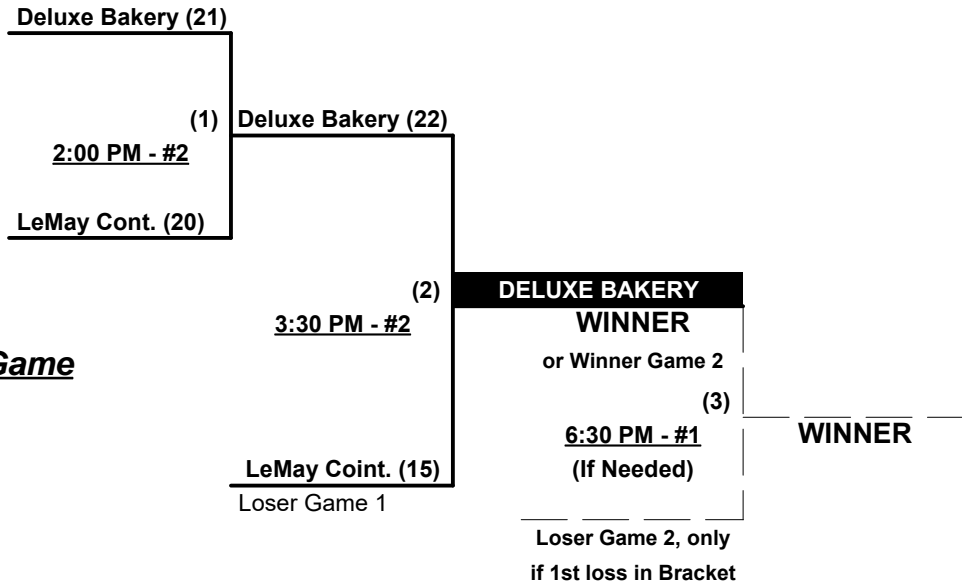 Deluxe Bakery (21)
(1)
Deluxe Bakery (22)
2:00 PM - #2
LeMay Cont. (20)
(2)
DELUXE BAKERY
3:30 PM - #2
WINNER
Game
or Winner Game 2
(3)
6:30 PM - #1
WINNER
(If Needed)
LeMay Coint. (15)
Loser Game 1
Loser Game 2, only
if 1st loss in Bracket